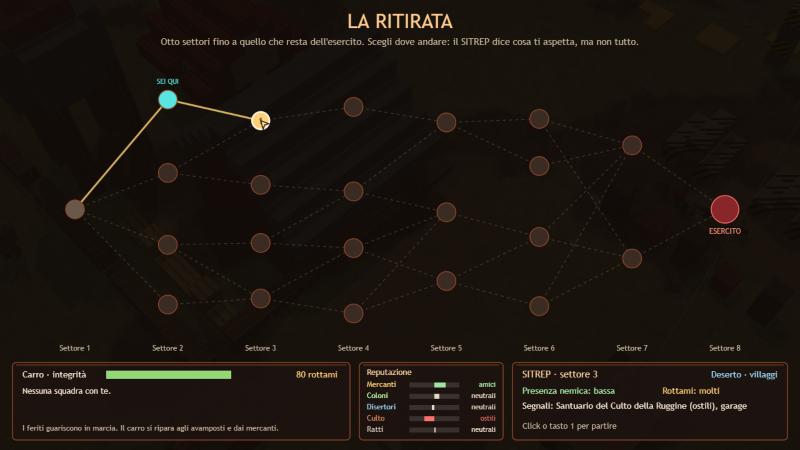 LA RITIRATA
Otto settori fino a quello che resta dell'esercito. Scegli dove andare: il SITREP dice cosa ti aspetta, ma non tutto.
SEI QUI
ESERCITO
Settore 1
Settore 2
Settore 3
Settore 4
Settore 5
Settore 6
Settore 7
Settore 8
Carro · integrità
80 rottami
Nessuna squadra con te.
I feriti guariscono in marcia. Il carro si ripara agli avamposti e dai mercanti.
Reputazione
Mercanti amici
Coloni neutrali
Disertori neutrali
Culto ostili
Ratti neutrali
SITREP · settore 3
Deserto · villaggi
Presenza nemica: bassa
Rottami: molti
Segnali: Santuario del Culto della Ruggine (ostili), garage
Click o tasto 1 per partire